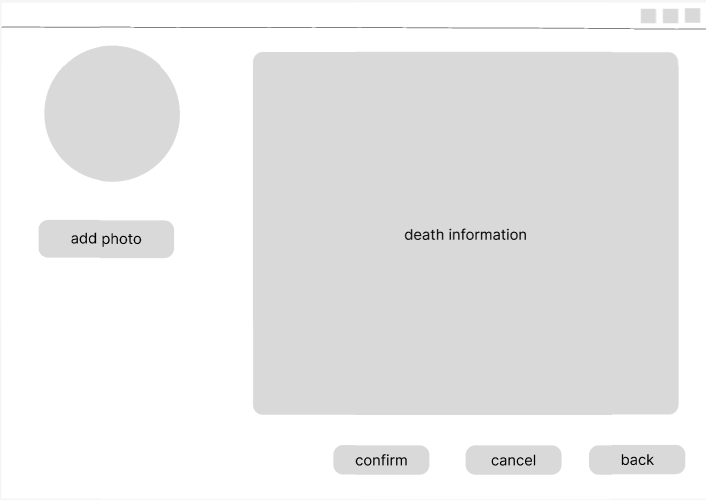 add photo
death information
confirm
cancel
back